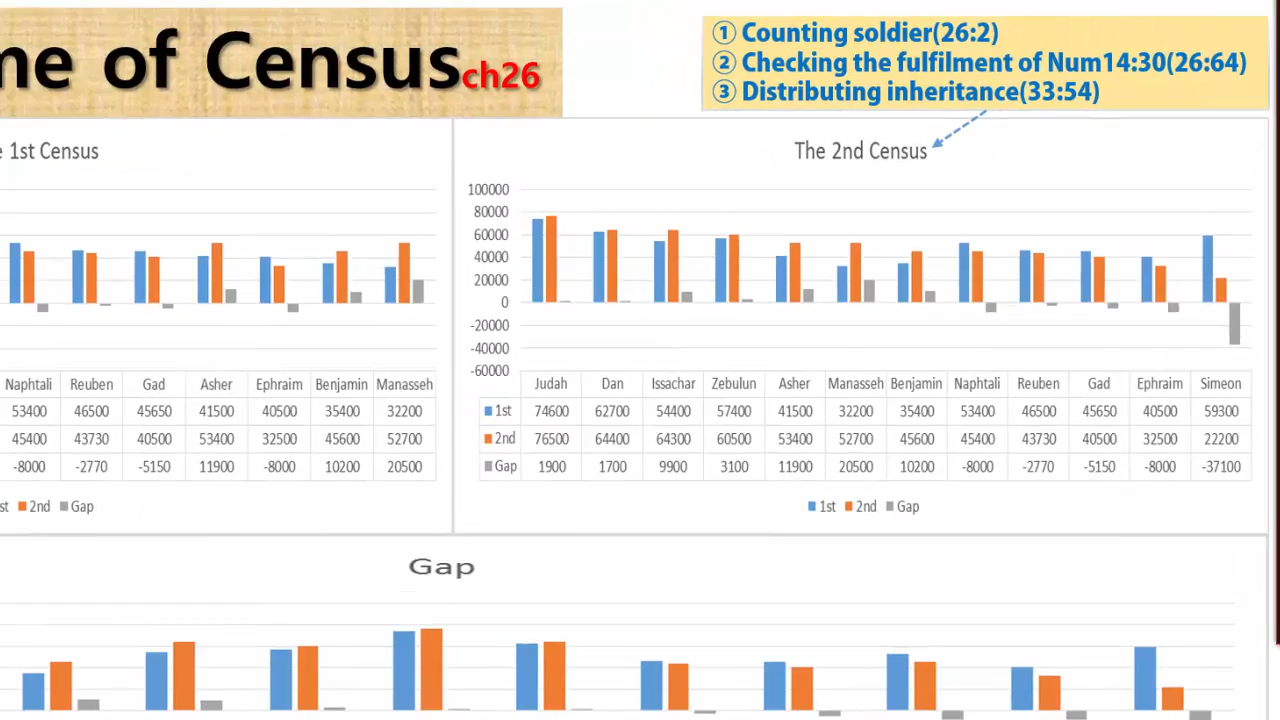 me of Census ch26
① Counting soldier(26:2)
② Checking the fulfilment of Num14:30(26:64)
③ Distributing inheritance(33:54)
1st Census
Naphtali Reuben Gad Asher Ephraim Benjamin Manasseh
53400 46500 45650 41500 40500 35400 32200
45400 43730 40500 53400 32500 45600 52700
-8000 -2770 -5150 11900 -8000 10200 20500
st 2nd Gap
The 2nd Census
100000
80000
60000
40000
20000
0
-20000
-40000
-60000
Judah Dan Issachar Zebulun Asher Manasseh Benjamin Naphtali Reuben Gad Ephraim Simeon
1st 74600 62700 54400 57400 41500 32200 35400 53400 46500 45650 40500 59300
2nd 76500 64400 64300 60500 53400 52700 45600 45400 43730 40500 32500 22200
Gap 1900 1700 9900 3100 11900 20500 10200 -8000 -2770 -5150 -8000 -37100
1st 2nd Gap
Gap